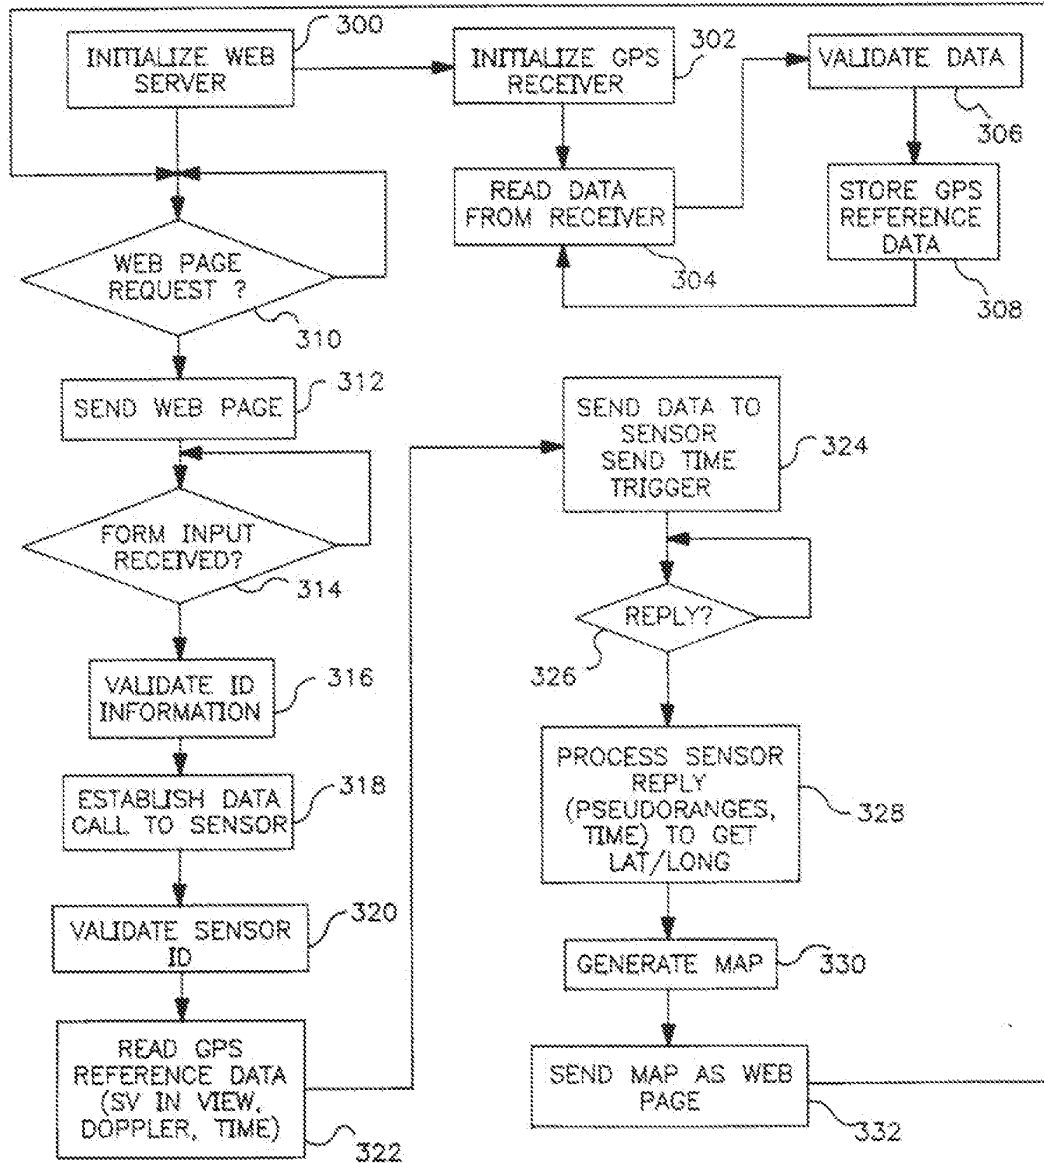 INITIALIZE WEB
SERVER
300
INITIALIZE GPS
RECEIVER
302
VALIDATE DATA
306
READ DATA
FROM RECEIVER
304
STORE GPS
REFERENCE
DATA
308
WEB PAGE
REQUEST ?
310
SEND WEB PAGE
312
FORM INPUT
RECEIVED?
314
VALIDATE ID
INFORMATION
316
ESTABLISH DATA
CALL TO SENSOR
318
VALIDATE SENSOR
ID
320
READ GPS
REFERENCE DATA
(SV IN VIEW,
DOPPLER, TIME)
322
SEND DATA TO
SENSOR
SEND TIME
TRIGGER
324
REPLY?
326
PROCESS SENSOR
REPLY
(PSEUDORANGES,
TIME) TO GET
LAT/LONG
328
GENERATE MAP
330
SEND MAP AS WEB
PAGE
332